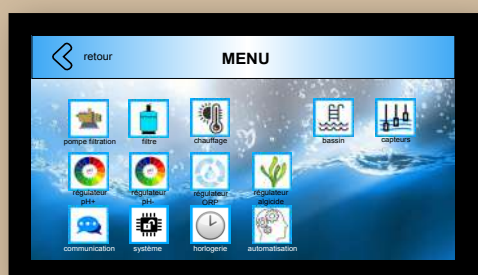 retour
MENU
pompe filtration
filtre
chauffage
bassin
capteurs
régulateur
pH+
régulateur
pH-
régulateur
ORP
régulateur
algicide
communication
système
horlogerie
automatisation